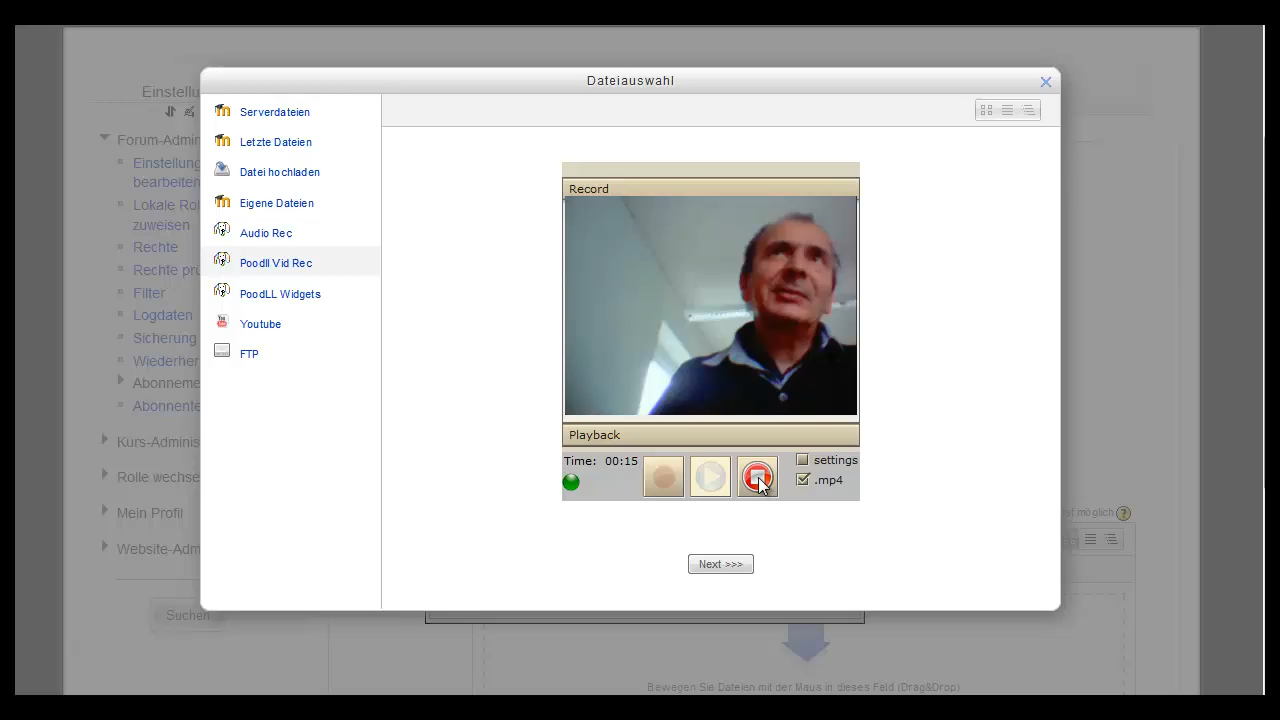 Dateiauswahl
Serverdateien
Letzte Dateien
Datei hochladen
Eigene Dateien
Audio Rec
Poodll Vid Rec
PoodLL Widgets
Youtube
FTP
Record
Playback
Time: 00:15
settings
.mp4
Next >>>
Einstellu
Forum-Admin
Einstellung
bearbeiten
Lokale Rol
zuweisen
Rechte
Rechte prü
Filter
Logdaten
Sicherung
Wiederher
Abonneme
Abonnente
Kurs-Adminis
Rolle wechse
Mein Profil
Website-Adm
Suchen
möglich
Bewegen Sie Dateien mit der Maus in dieses Feld (Drag&Drop)